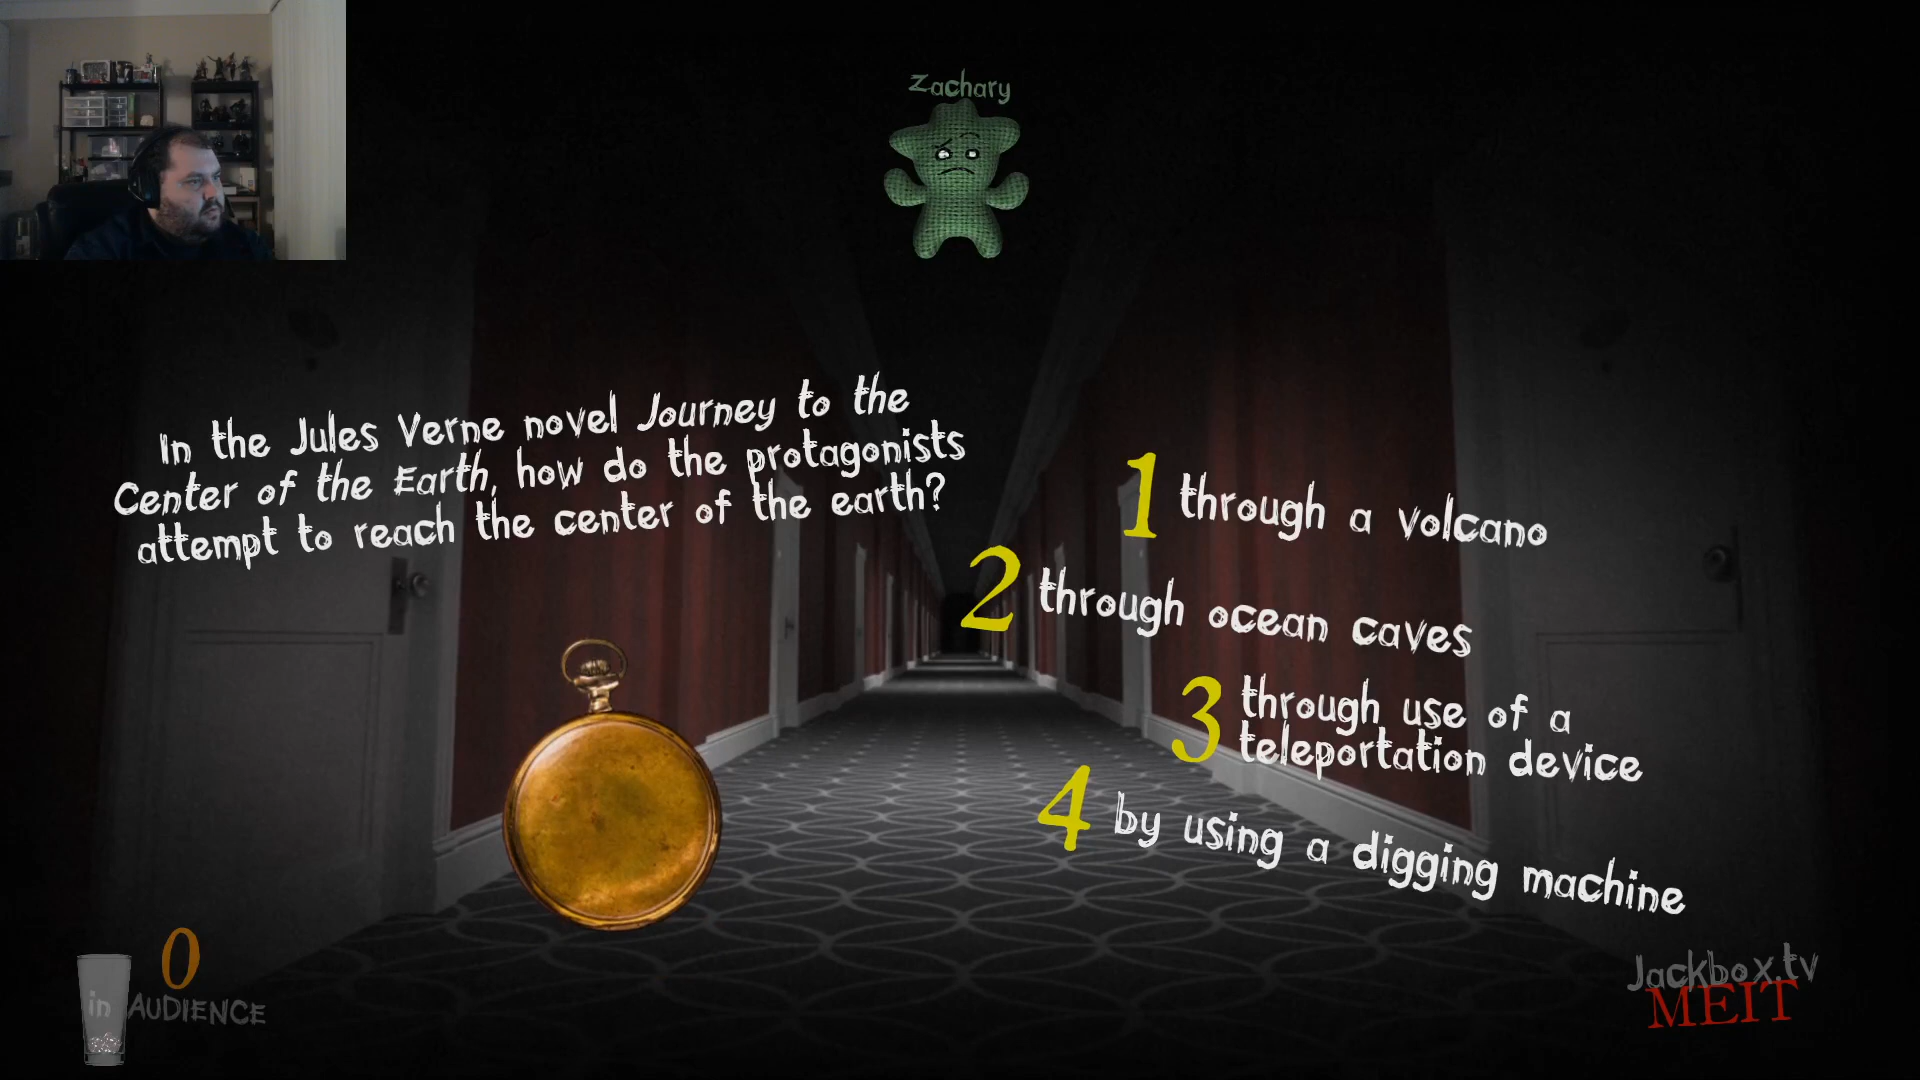 Zachary
In the Jules Verne novel Journey to the
Center of the Earth, how do the protagonists
attempt to reach the center of the earth?
1 through a volcano
2 through ocean caves
3 through use of a
teleportation device
4 by using a digging machine
0
in AUDIENCE
Jackbox.tv
MEIT